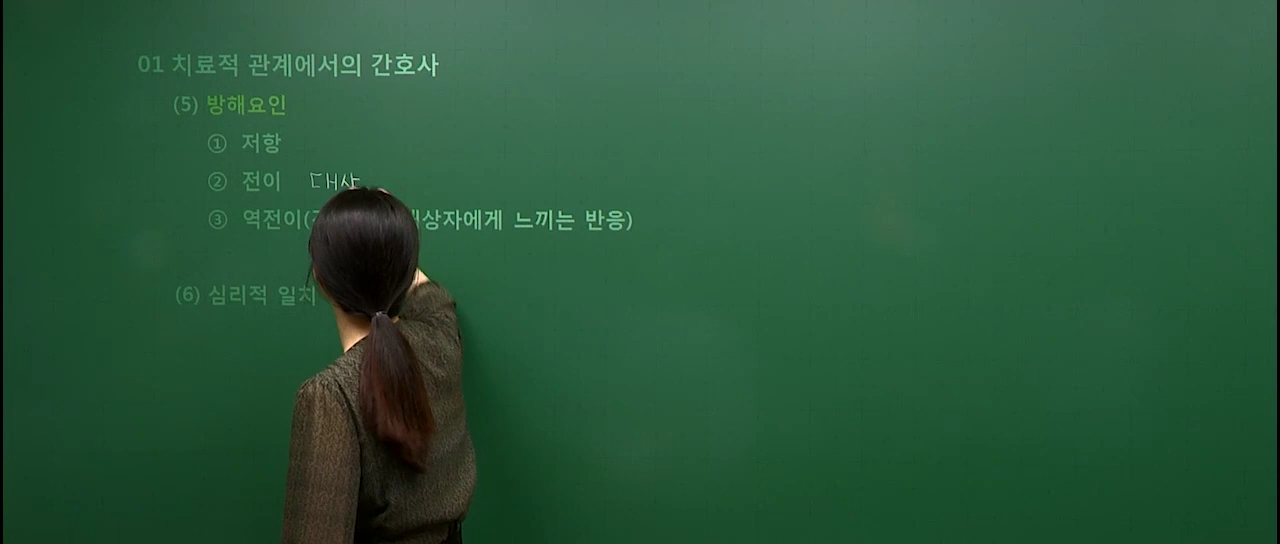 01 치료적 관계에서의 간호사
(5) 방해요인
① 저항
② 전이 대상
③ 역전이( 대상자에게 느끼는 반응)
(6) 심리적 일치